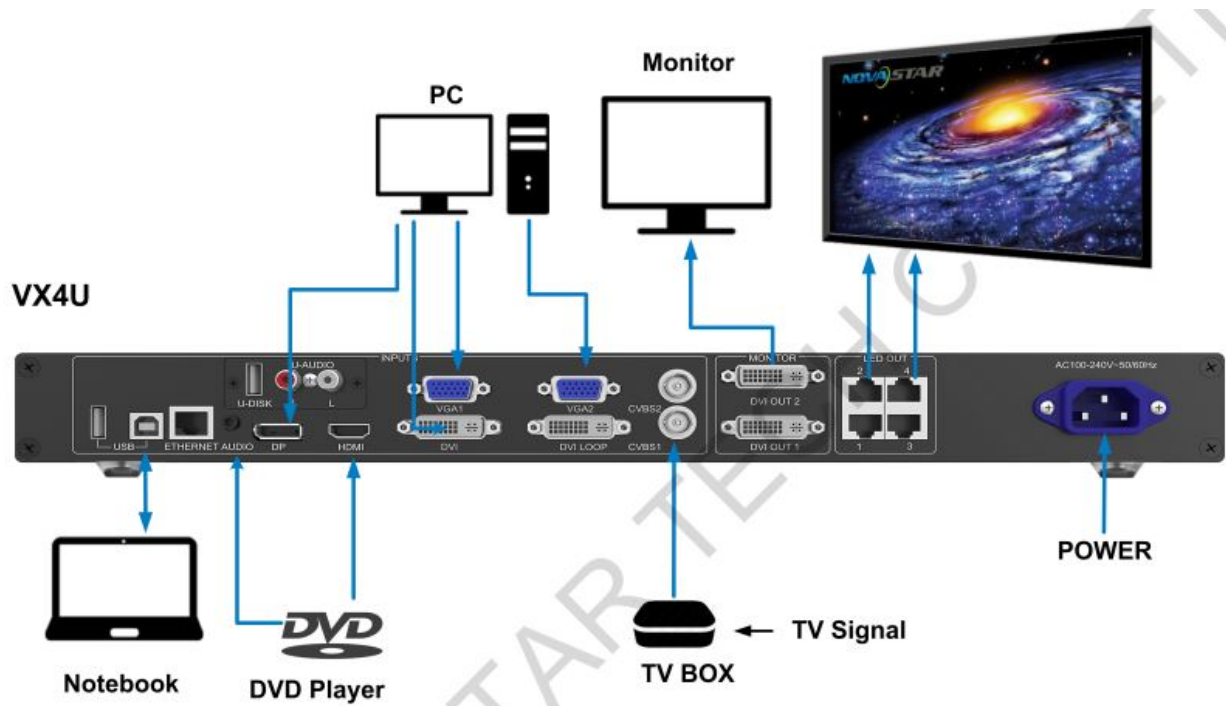 Monitor
PC
NOVASTAR
VX4U
INPUTS
MONITOR
LED OUT
U-AUDIO
2 4
AC100-240V~50/60Hz
U-DISK
L
VGA1
VGA2
CVBS2
DVI OUT 2
USB
ETHERNET
AUDIO
DP
HDMI
DVI
DVI LOOP
CVBS1
DVI OUT 1
1 3
POWER
DVD
TV Signal
TV BOX
Notebook
DVD Player
STAR TECH C